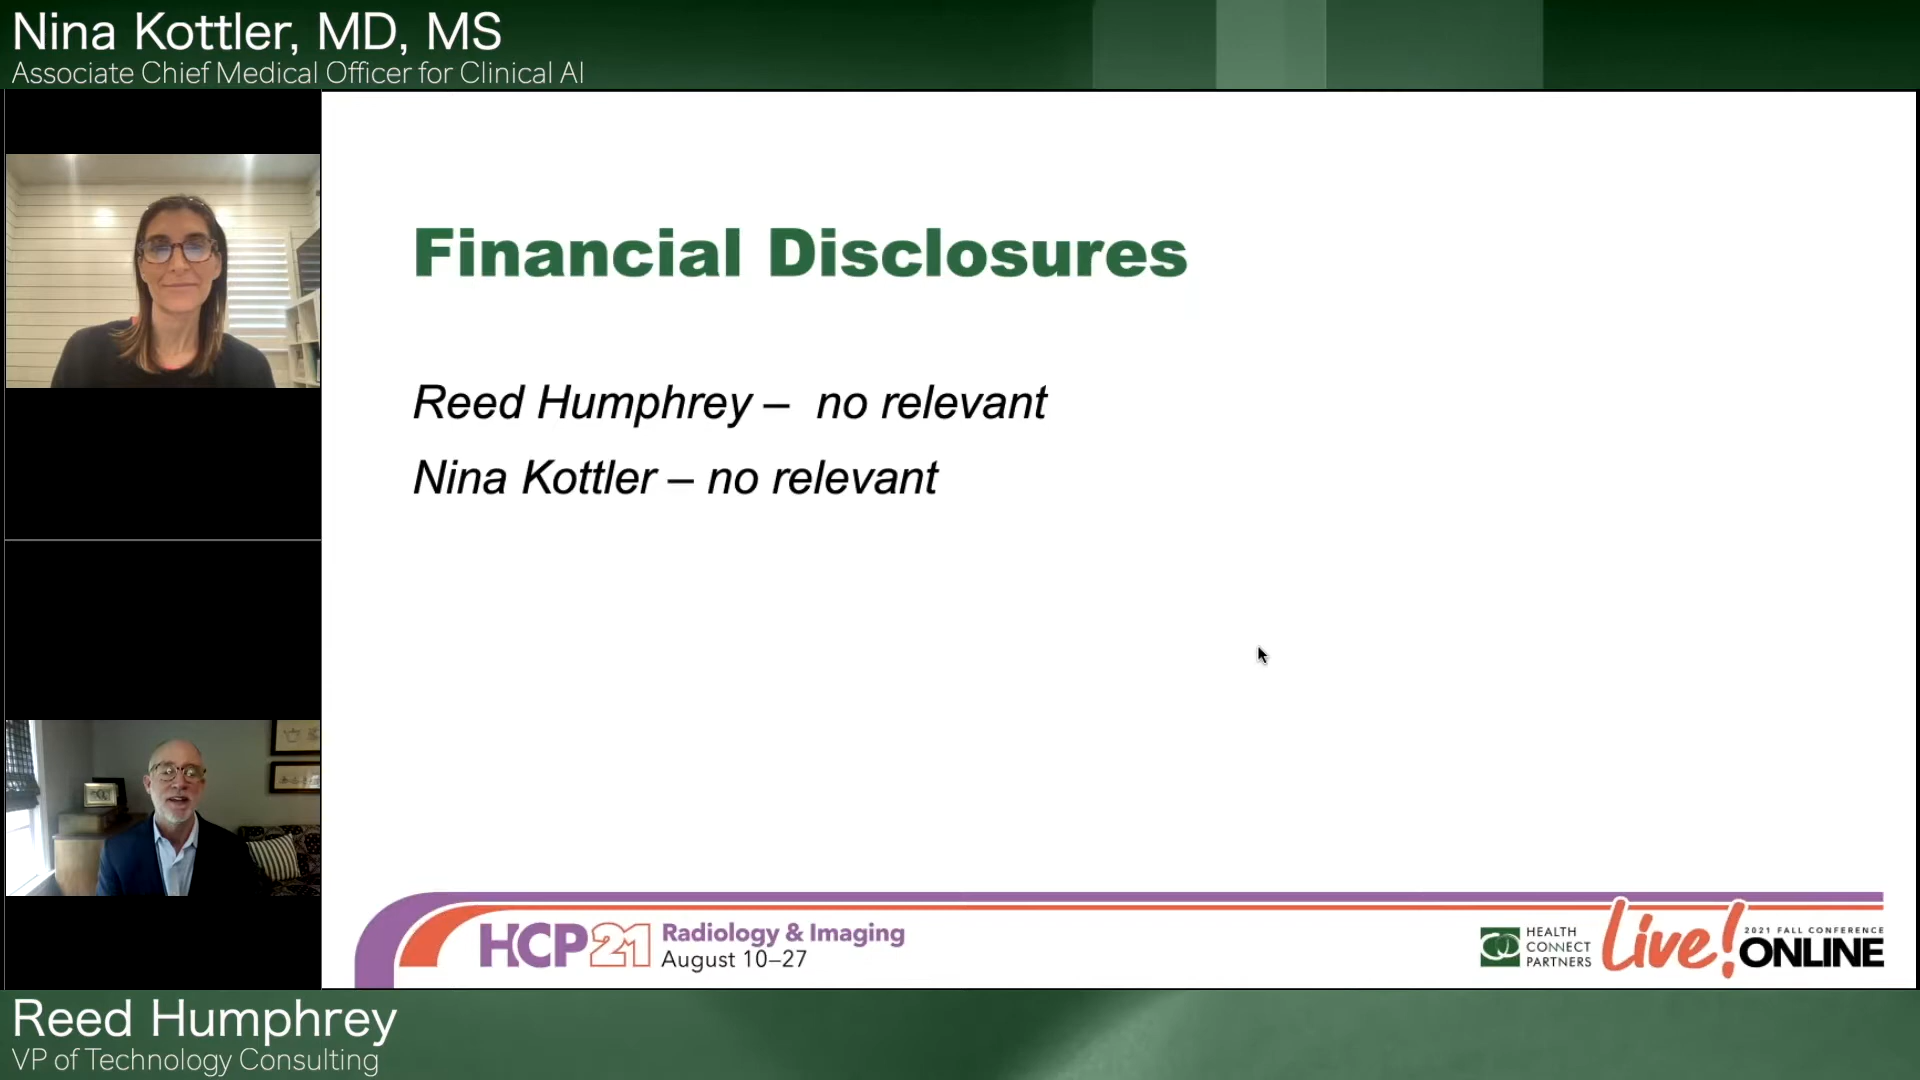 Nina Kottler, MD, MS
Associate Chief Medical Officer for Clinical AI
Financial Disclosures
Reed Humphrey –  no relevant
Nina Kottler – no relevant
HCP21 Radiology & Imaging
August 10–27
HEALTH
CONNECT
PARTNERS
Live!
2021 FALL CONFERENCE
ONLINE
Reed Humphrey
VP of Technology Consulting